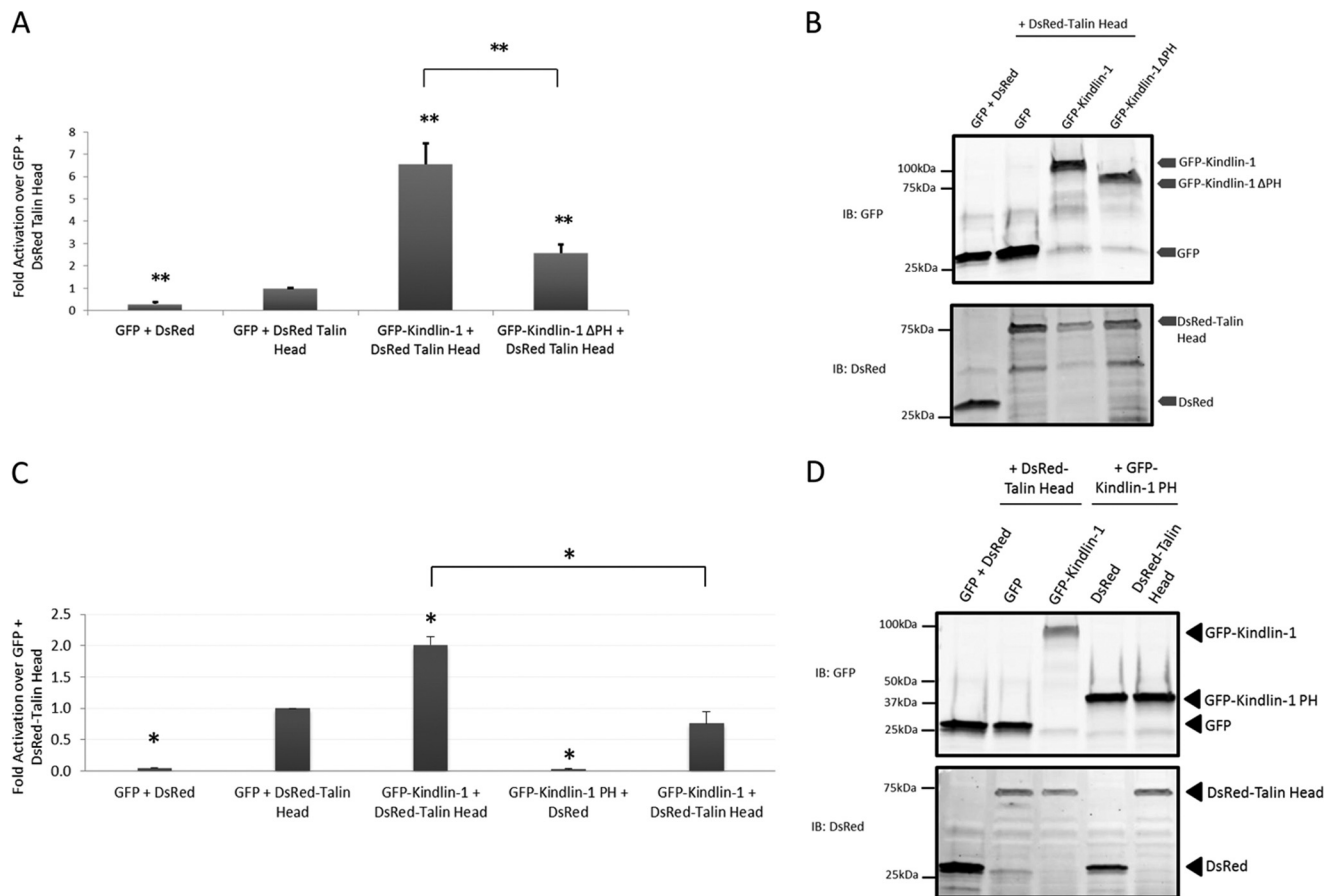 A
**
**
**
**
8
7
6
5
4
3
2
1
0
Fold Activation over GFP +
DsRed Talin Head
GFP + DsRed
GFP + DsRed Talin
Head
GFP-Kindlin-1 +
DsRed Talin Head
GFP-Kindlin-1 ΔPH +
DsRed Talin Head
B
+ DsRed-Talin Head
GFP + DsRed
GFP
GFP-Kindlin-1
GFP-Kindlin-1 ΔPH
100kDa
75kDa
25kDa
IB: GFP
GFP-Kindlin-1
GFP-Kindlin-1 ΔPH
GFP
75kDa
25kDa
IB: DsRed
DsRed-Talin
Head
DsRed
C
*
*
*
*
2.5
2.0
1.5
1.0
0.5
0.0
Fold Activation over GFP +
DsRed-Talin Head
GFP + DsRed
GFP + DsRed-Talin
Head
GFP-Kindlin-1 +
DsRed-Talin Head
GFP-Kindlin-1 PH +
DsRed
GFP-Kindlin-1 +
DsRed-Talin Head
D
+ DsRed-
Talin Head
+ GFP-
Kindlin-1 PH
GFP + DsRed
GFP
GFP-Kindlin-1
DsRed
DsRed-Talin
Head
100kDa
50kDa
37kDa
25kDa
IB: GFP
GFP-Kindlin-1
GFP-Kindlin-1 PH
GFP
75kDa
25kDa
IB: DsRed
DsRed-Talin Head
DsRed